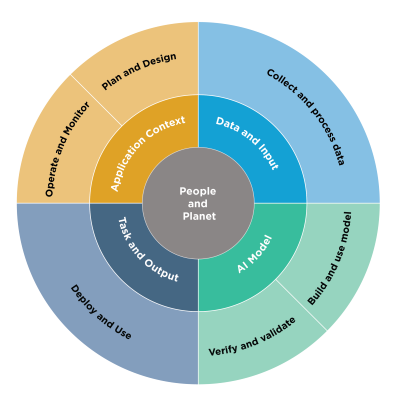 Plan and Design
Collect and process data
Operate and Monitor
Application Context
Data and Input
People
and
Planet
Task and Output
AI Model
Build and use model
Deploy and Use
Verify and validate